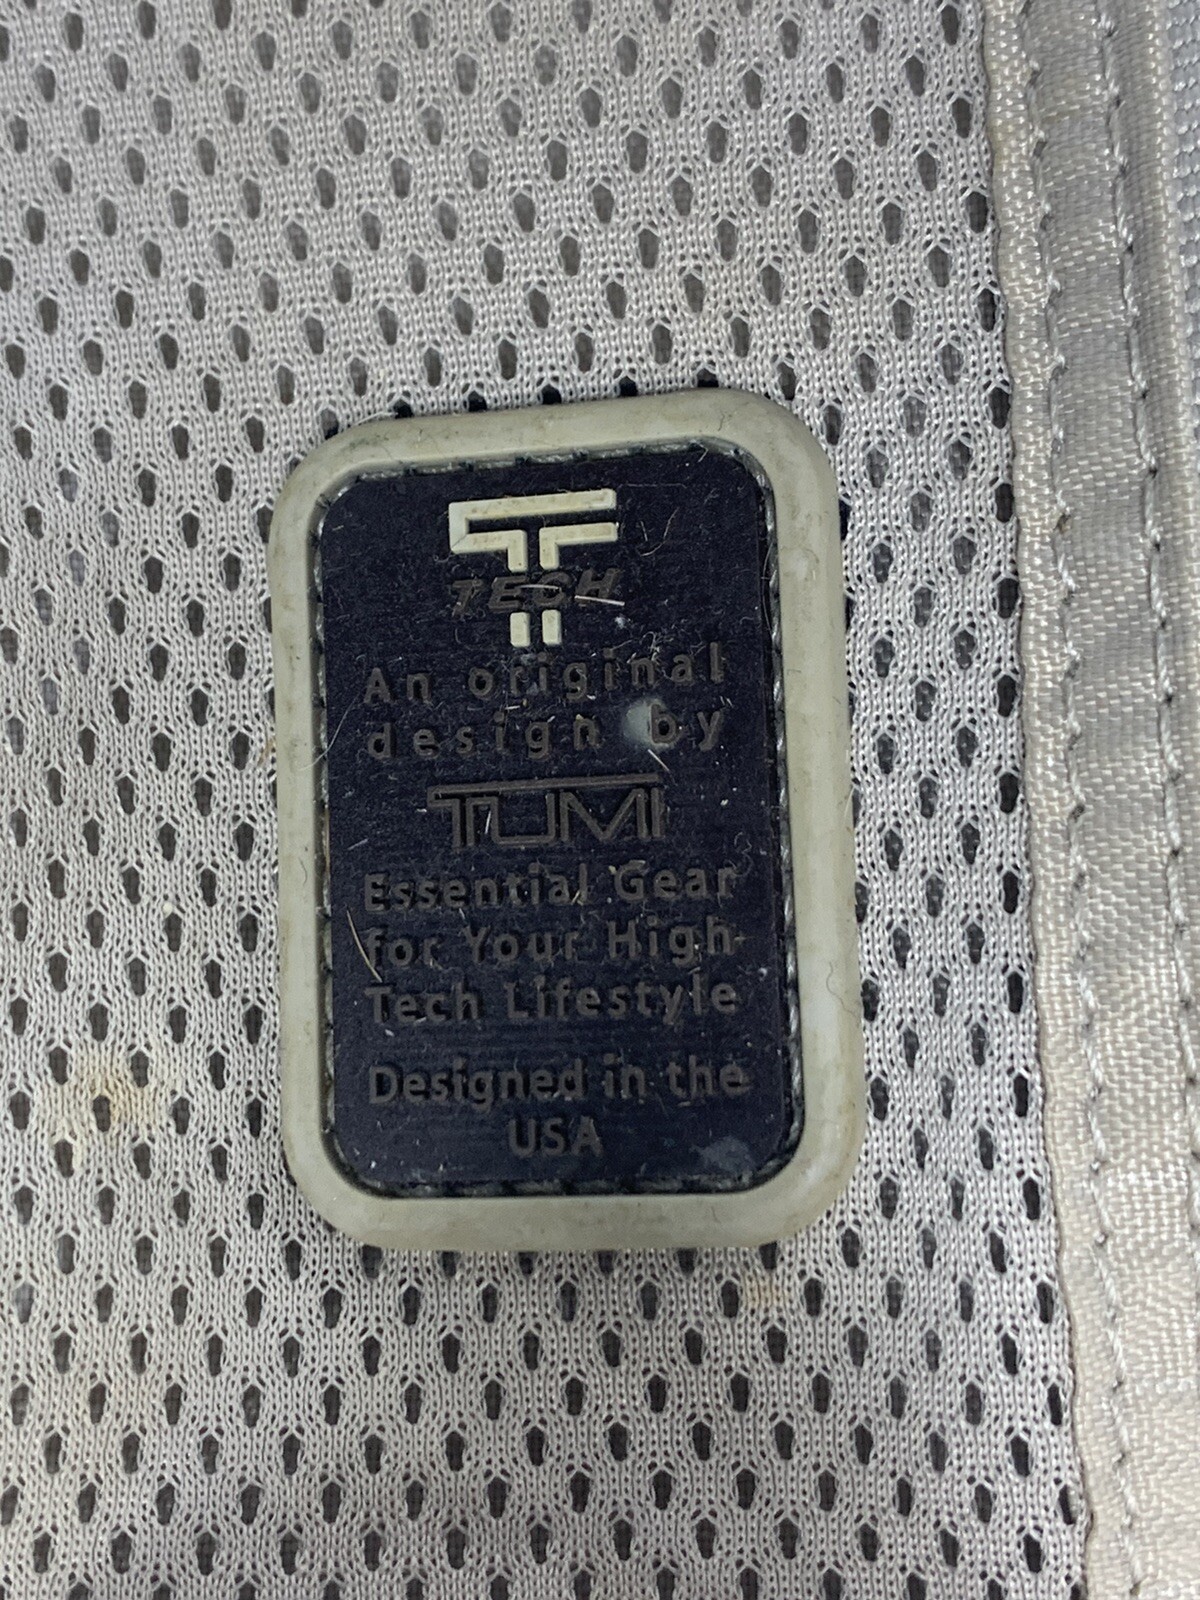 T
TECH
An original
design by
TUMI
Essential Gear
for Your High
Tech Lifestyle
Designed in the
USA